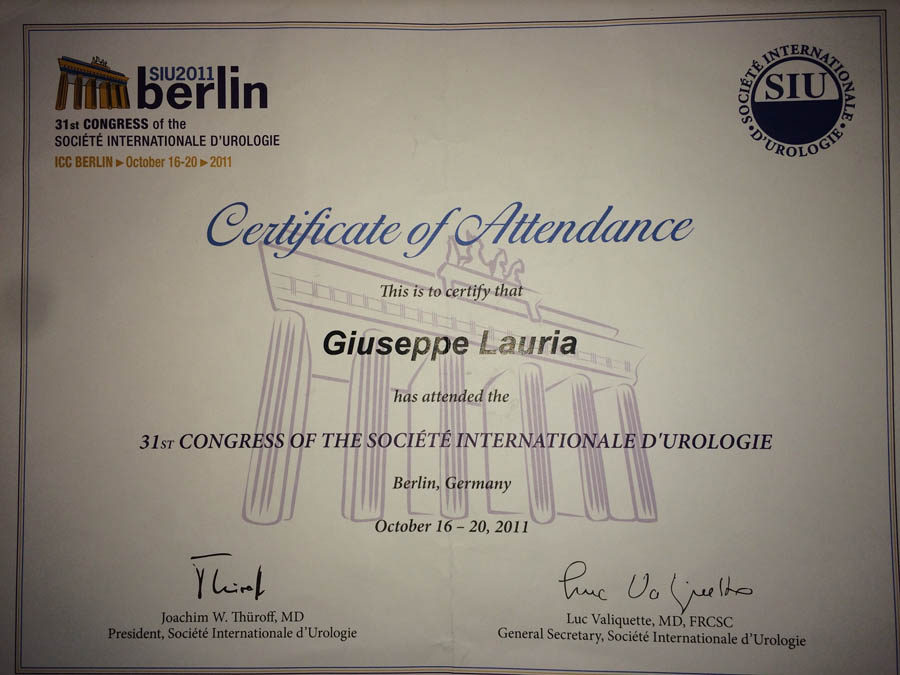 SIU2011
berlin
31st CONGRESS of the
SOCIÉTÉ INTERNATIONALE D'UROLOGIE
ICC BERLIN ▸ October 16-20 ▸ 2011
SOCIÉTÉ INTERNATIONALE
SIU
• D'UROLOGIE •
Certificate of Attendance
This is to certify that
Giuseppe Lauria
has attended the
31ST CONGRESS OF THE SOCIÉTÉ INTERNATIONALE D'UROLOGIE
Berlin, Germany
October 16 – 20, 2011
Thüroff
Joachim W. Thüroff, MD
President, Société Internationale d'Urologie
Luc Valiquette
Luc Valiquette, MD, FRCSC
General Secretary, Société Internationale d'Urologie